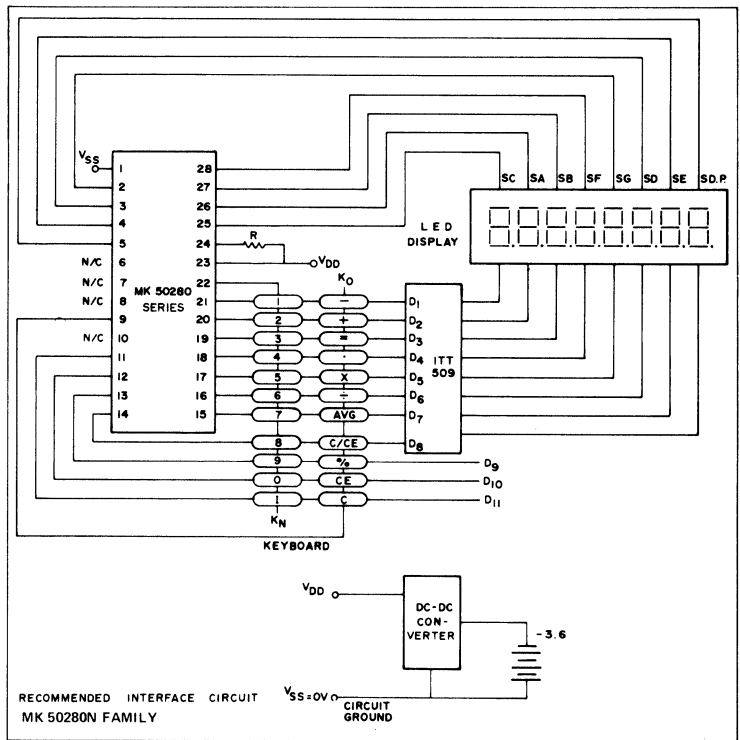 SC SA SB SF SG SD SE SD.P.
LED
DISPLAY
VSS
1 28
2 27
3 26
4 25
5 24 R
N/C 6 23 VDD
N/C 7 22
N/C 8 21
9 20
N/C 10 19
11 18
12 17
13 16
14 15
MK 50280
SERIES
KO
1 – D1
2 + D2
3 = D3
4 · D4
5 X D5
6 ÷ D6
7 AVG D7
8 C/CE D8
9 % D9
0 CE D10
1 C D11
KN
KEYBOARD
ITT
509
VDD
DC-DC
CON-
VERTER
-3.6
VSS=0V
CIRCUIT
GROUND
RECOMMENDED INTERFACE CIRCUIT
MK 50280N FAMILY